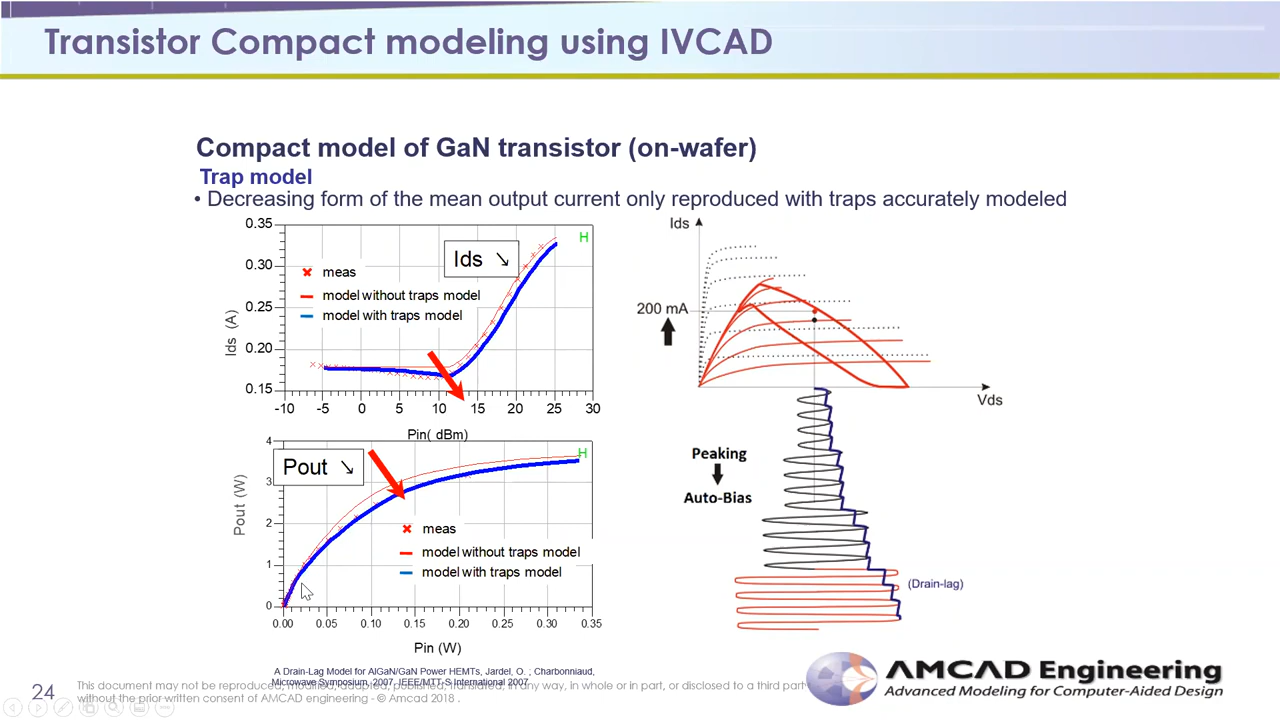 Transistor Compact modeling using IVCAD
Compact model of GaN transistor (on-wafer)
Trap model
• Decreasing form of the mean output current only reproduced with traps accurately modeled
0.35
0.30
0.25
0.20
0.15
Ids (A)
Ids ↘
H
meas
model without traps model
model with traps model
-10 -5 0 5 10 15 20 25 30
Pin( dBm)
4
3
2
1
0
Pout (W)
Pout ↘
H
meas
model without traps model
model with traps model
0.00 0.05 0.10 0.15 0.20 0.25 0.30 0.35
Pin (W)
Ids
200 mA
Vds
Peaking
Auto-Bias
(Drain-lag)
A Drain-Lag Model for AlGaN/GaN Power HEMTs, Jardel, O. ; Charbonniaud,
Microwave Symposium, 2007. IEEE/MTT-S International 2007
24
This document may not be reproduced, modified, adapted, published, translated, in any way, in whole or in part, or disclosed to a third part
without the prior written consent of AMCAD engineering - © Amcad 2018 .
AMCAD Engineering
Advanced Modeling for Computer-Aided Design